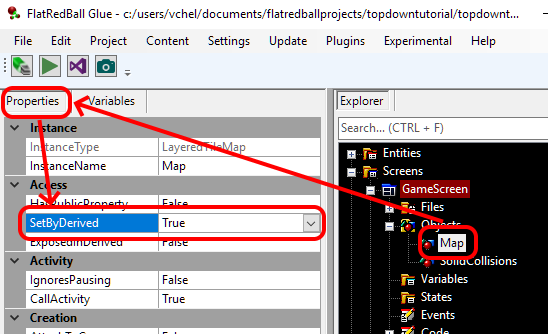 FlatRedBall Glue - c:/users/vchel/documents/flatredballprojects/topdowntutorial/topdownt...
File Edit Project Content Settings Update Plugins Experimental Help
Properties Variables
Instance
InstanceType LayeredTileMap
InstanceName Map
Access
HasPublicProperty False
SetByDerived True
ExposedInDerived False
Activity
IgnoresPausing False
CallActivity True
Creation
Explorer
Search... (CTRL + F)
Entities
Screens
GameScreen
Files
Objects
Map
SolidCollisions
Variables
States
Events
Code